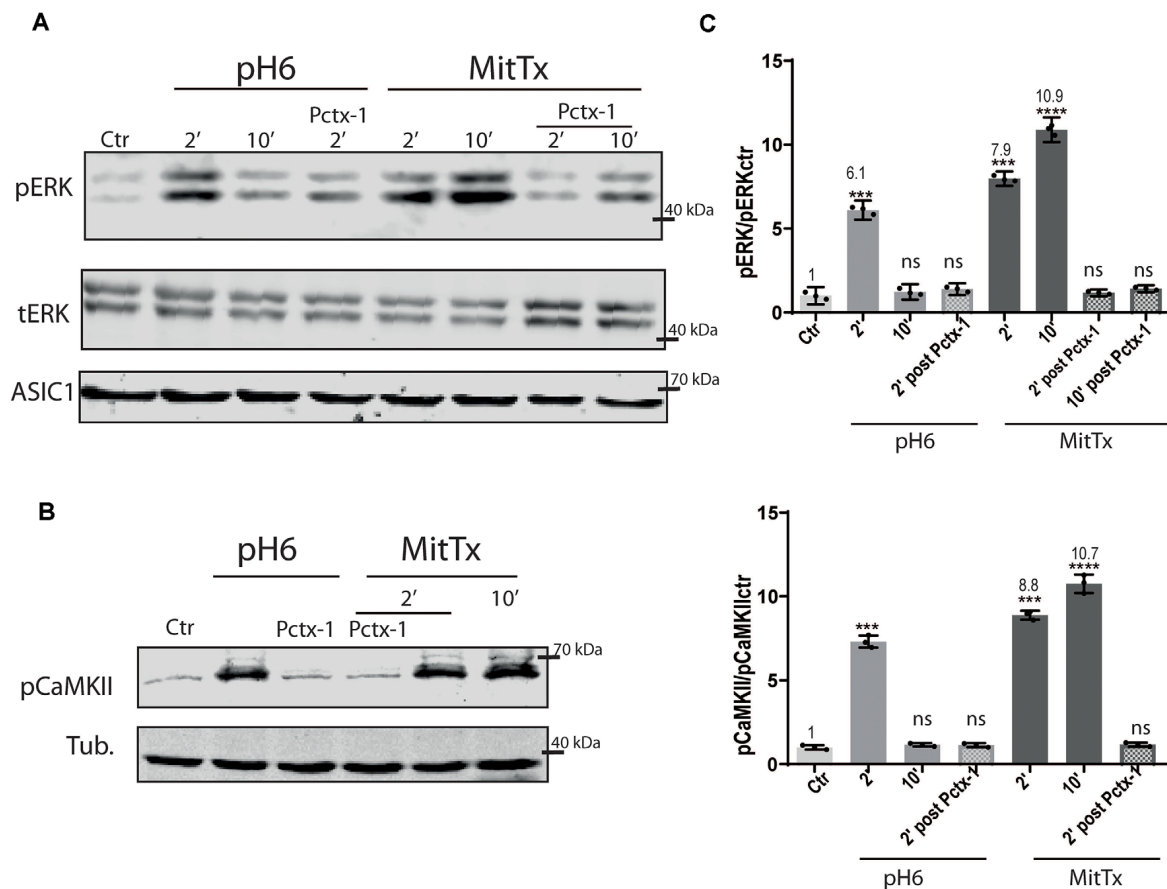 A
pH6 MitTx
Pctx-1 Pctx-1
Ctr 2' 10' 2' 2' 10' 2' 10'
pERK
40 kDa
tERK
40 kDa
ASIC1
70 kDa
B
pH6 MitTx
2' 10'
Ctr Pctx-1 Pctx-1
pCaMKII
70 kDa
Tub.
40 kDa
C
pERK/pERKctr
15
10
5
0
1
6.1
***
ns
ns
7.9
***
10.9
****
ns
ns
Ctr
2'
10'
2' post Pctx-1
2'
10'
2' post Pctx-1
10' post Pctx-1
pH6 MitTx
pCaMKII/pCaMKIIctr
15
10
5
0
1
***
ns
ns
8.8
***
10.7
****
ns
Ctr
2'
10'
2' post Pctx-1
2'
10'
2' post Pctx-1
pH6 MitTx